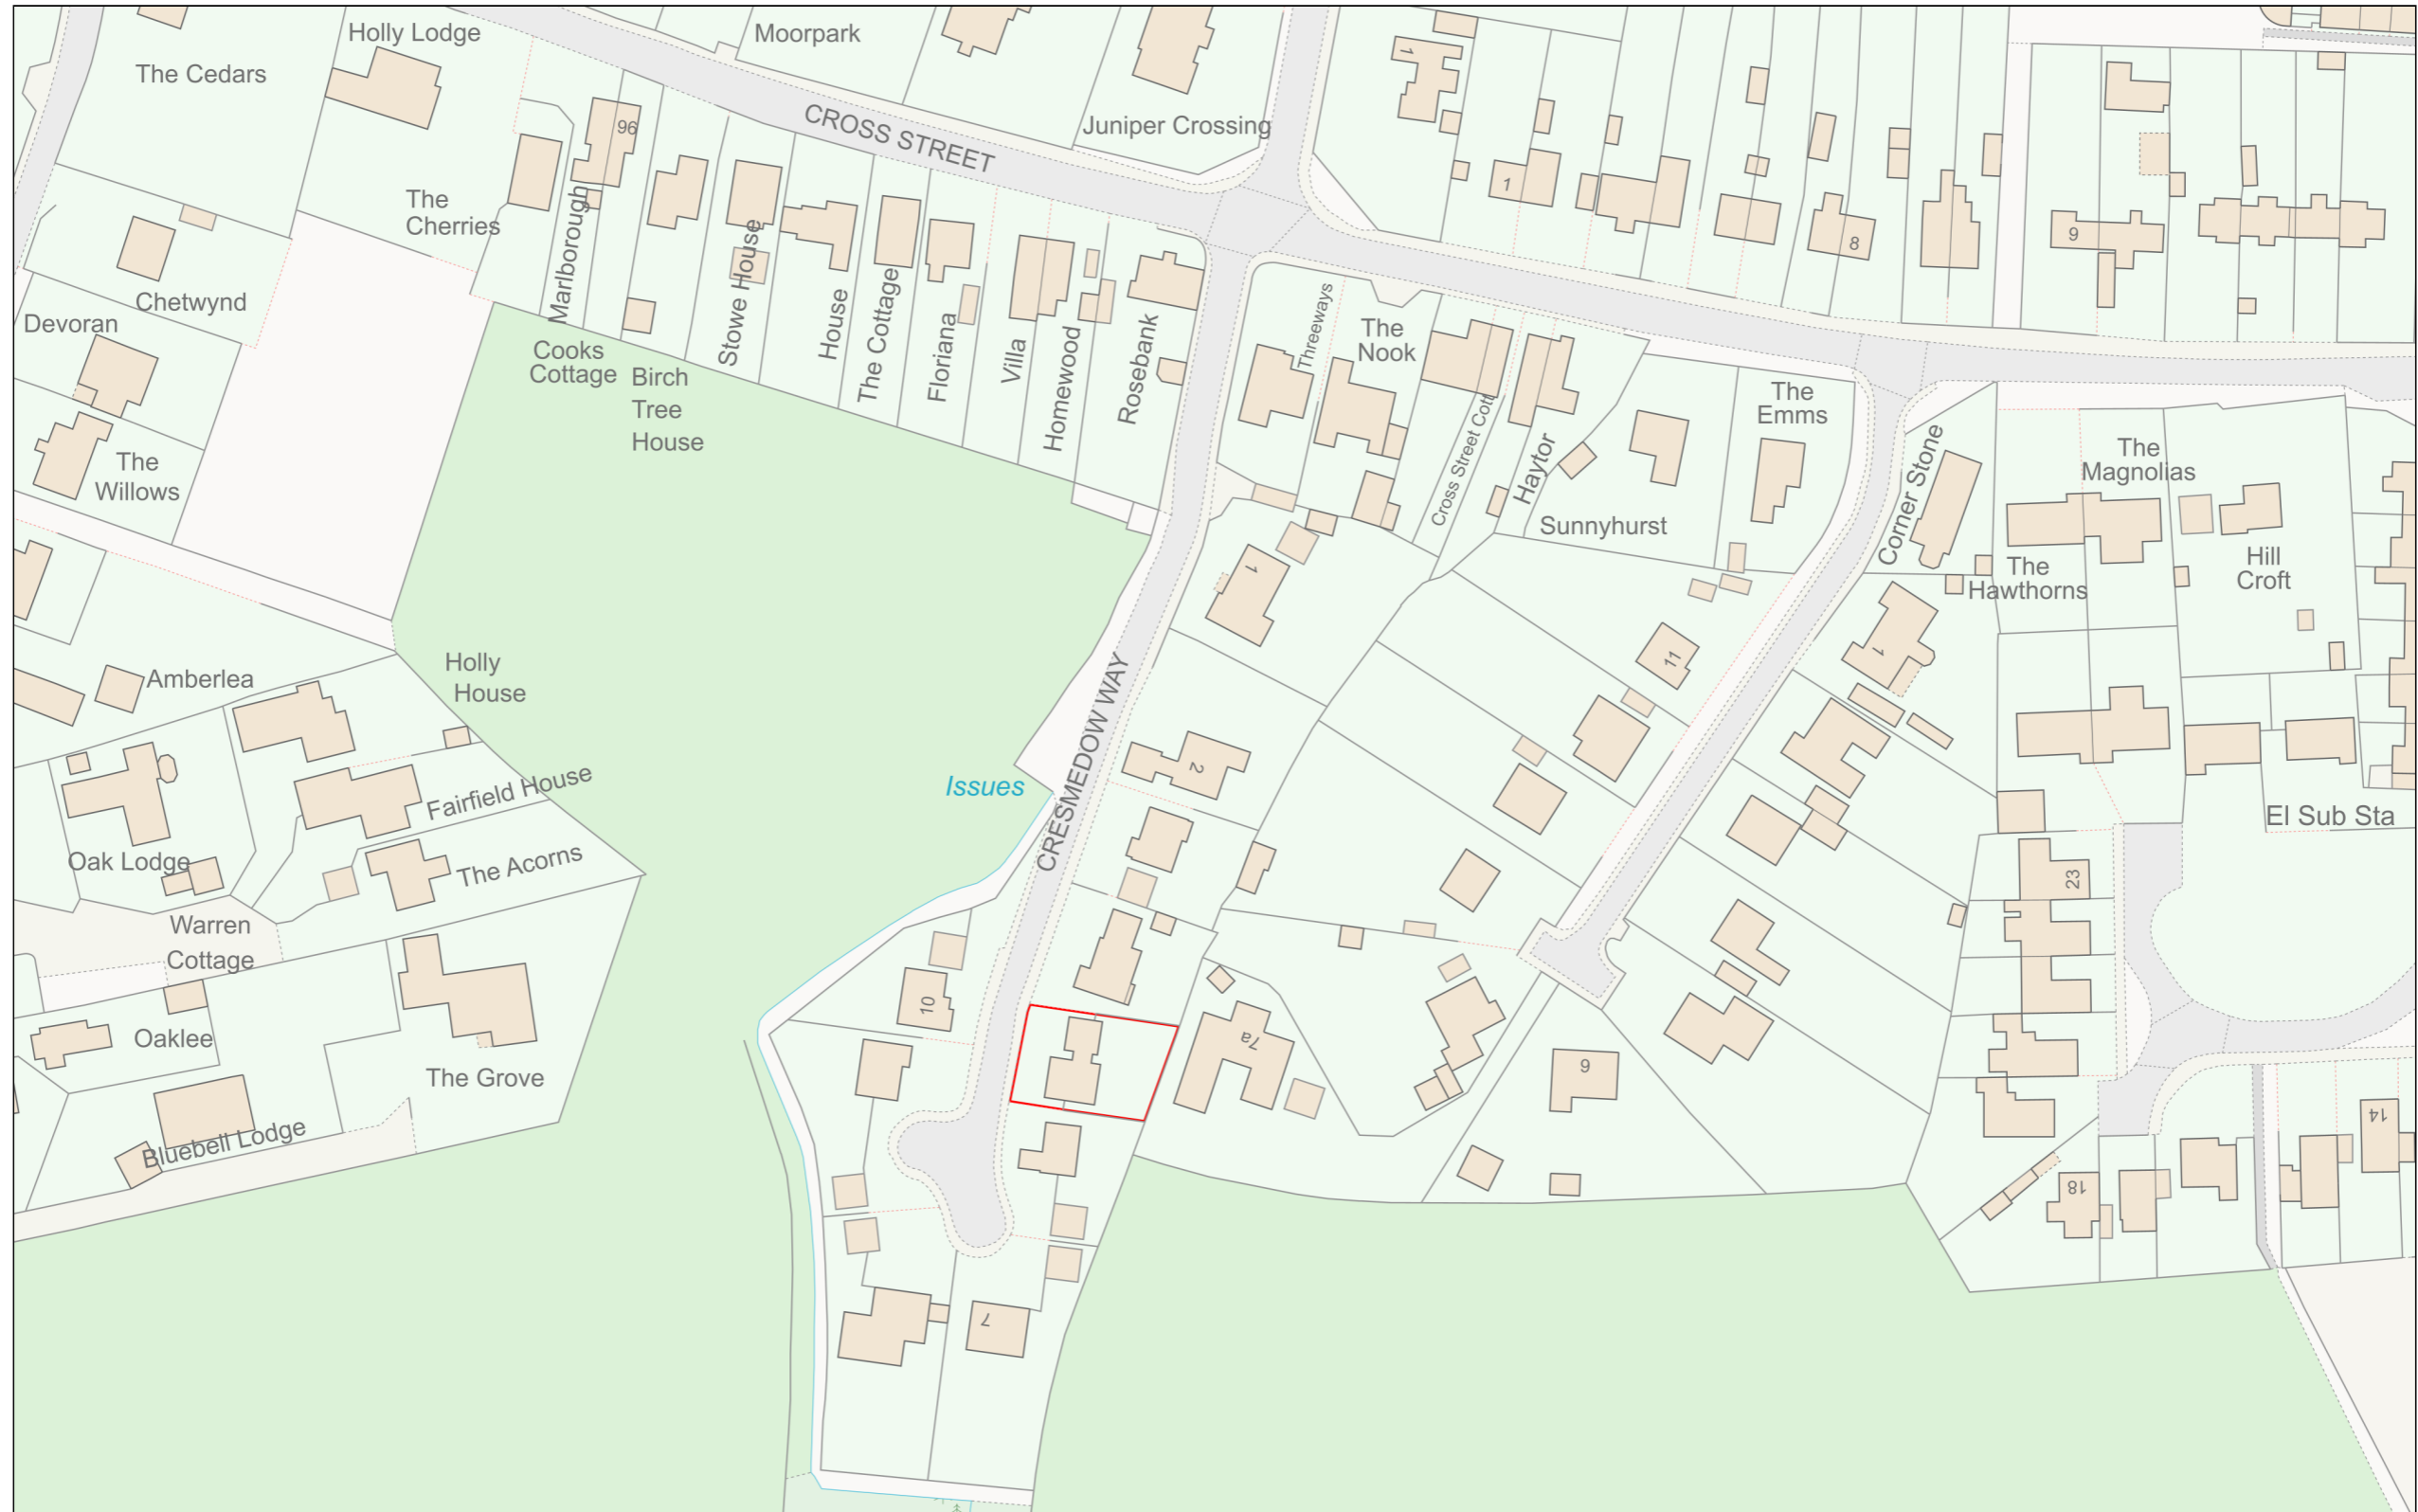 Holly Lodge
Moorpark
The Cedars
Juniper Crossing
1
96
CROSS STREET
1
The
Cherries
Marlborough
9
8
9
Stowe House
House
The Cottage
Floriana
Villa
Homewood
Rosebank
Threeways
The
Nook
Chetwynd
Devoran
Cooks
Cottage
Birch
Tree
House
Cross Street Cott
Haytor
The
Emms
Corner Stone
The
Magnolias
The
Willows
Sunnyhurst
Hill
Croft
The
Hawthorns
1
11
1
Holly
House
Amberlea
CRESMEDOW WAY
2
Issues
Fairfield House
El Sub Sta
Oak Lodge
The Acorns
23
Warren
Cottage
10
Oaklee
7a
6
The Grove
14
Bluebell Lodge
18
7